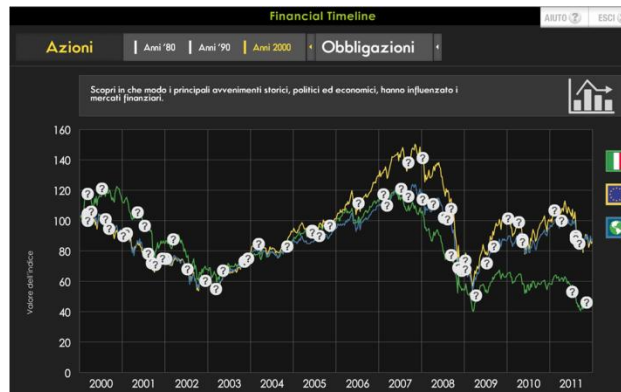 Financial Timeline
AIUTO ?
ESCI
Azioni
Anni '80
Anni '90
Anni 2000
Obbligazioni
Scopri in che modo i principali avvenimenti storici, politici ed economici, hanno influenzato i
mercati finanziari.
Valore dell'indice
160
140
120
100
80
60
40
20
0
2000 2001 2002 2003 2004 2005 2006 2007 2008 2009 2010 2011